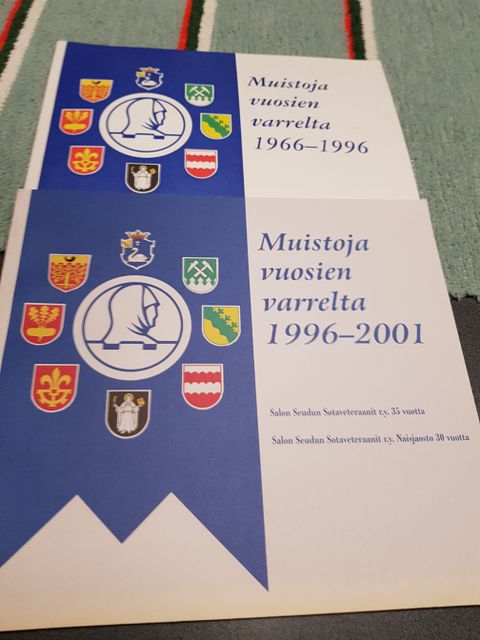 Muistoja
vuosien
varrelta
1966–1996
Muistoja
vuosien
varrelta
1996–2001
Salon Seudun Sotaveteraanit r.y. 35 vuotta
Salon Seudun Sotaveteraanit r.y. Naisjaosto 30 vuotta